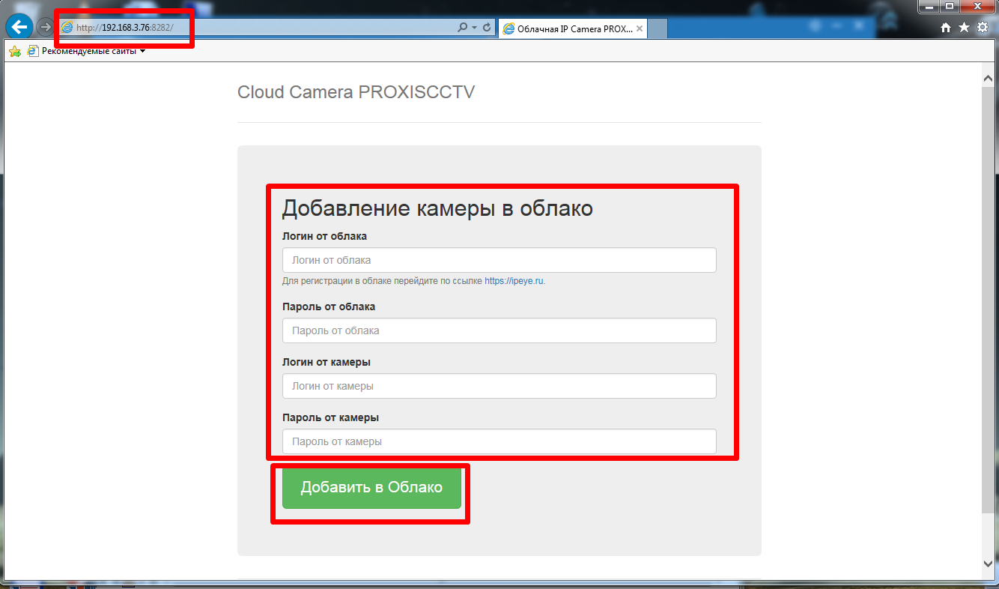 http://192.168.3.76:8282/
Облачная IP Camera PROX...
Рекомендуемые сайты
Cloud Camera PROXISCCTV
Добавление камеры в облако
Логин от облака
Логин от облака
Для регистрации в облаке перейдите по ссылке https://ipeye.ru.
Пароль от облака
Пароль от облака
Логин от камеры
Логин от камеры
Пароль от камеры
Пароль от камеры
Добавить в Облако